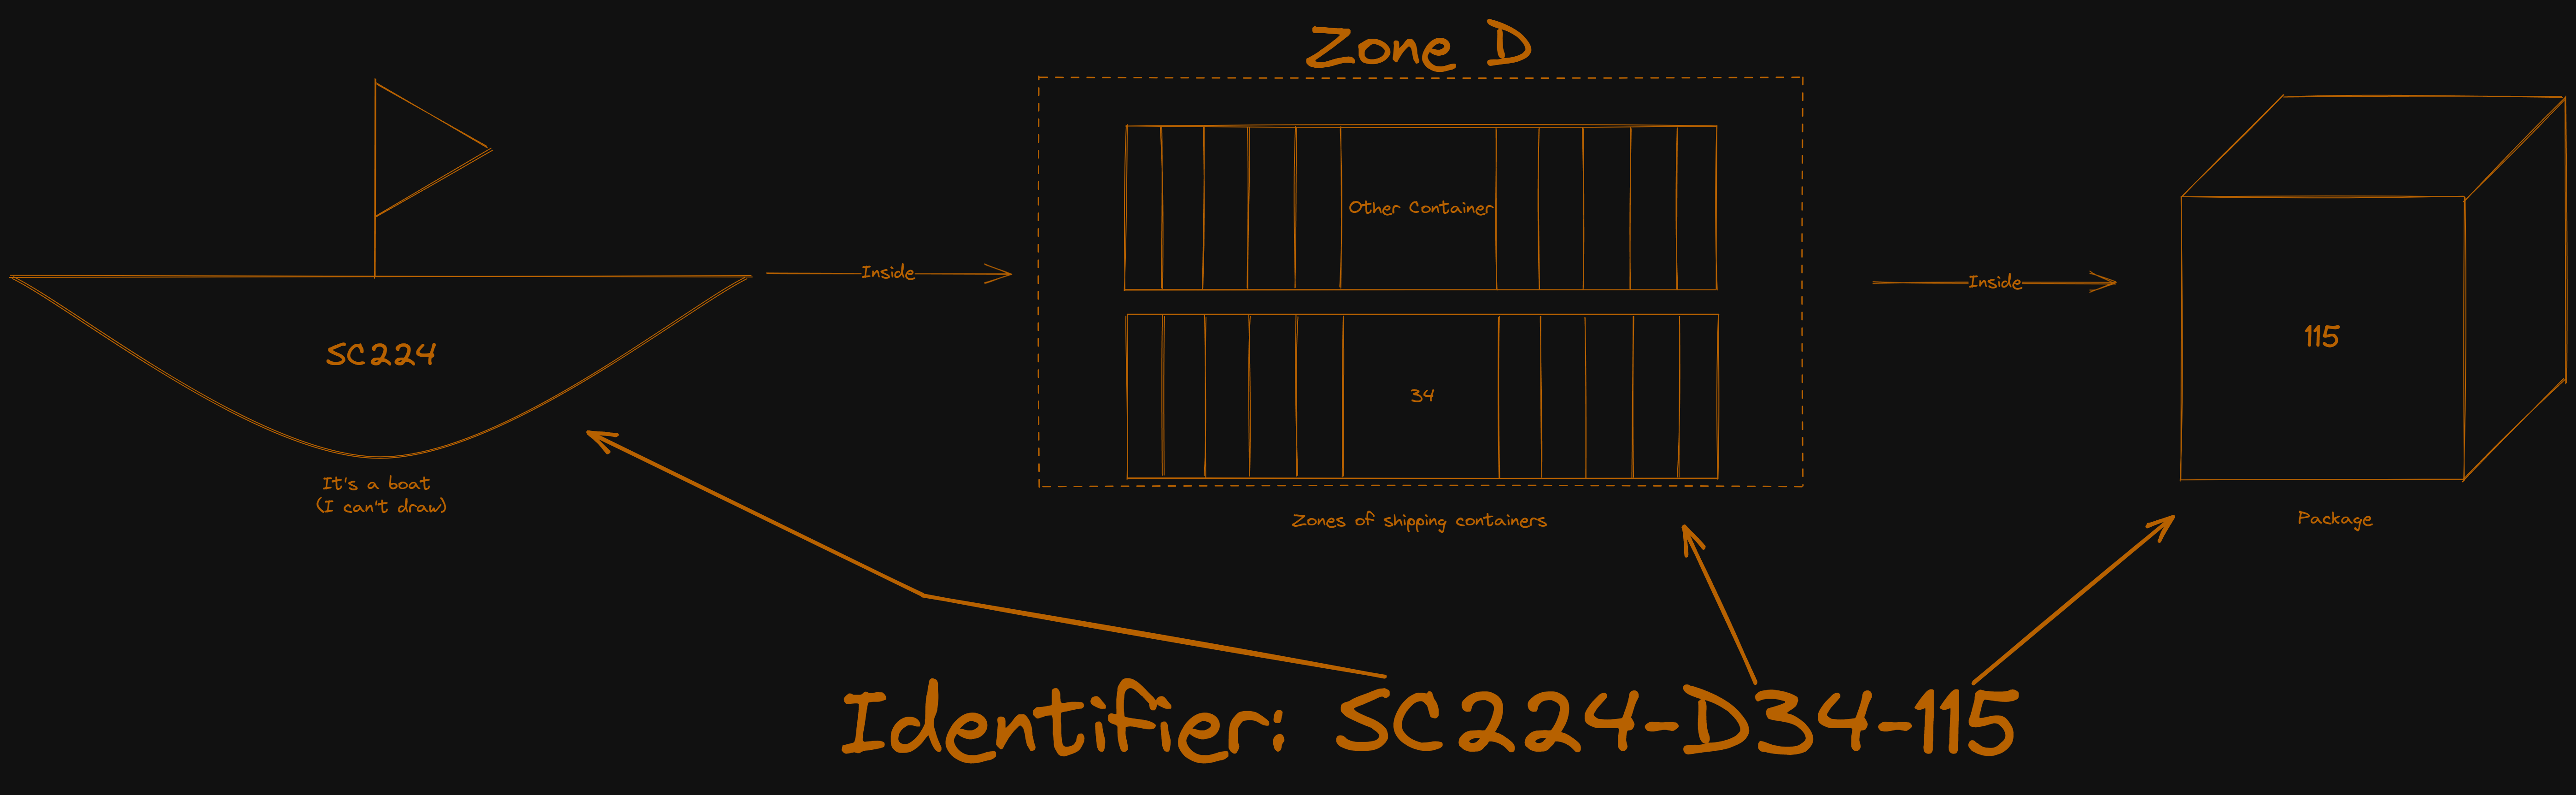 Zone D
Other Container
Inside
Inside
115
SC224
34
It's a boat
(I can't draw)
Zones of shipping containers
Package
Identifier: SC224-D34-115